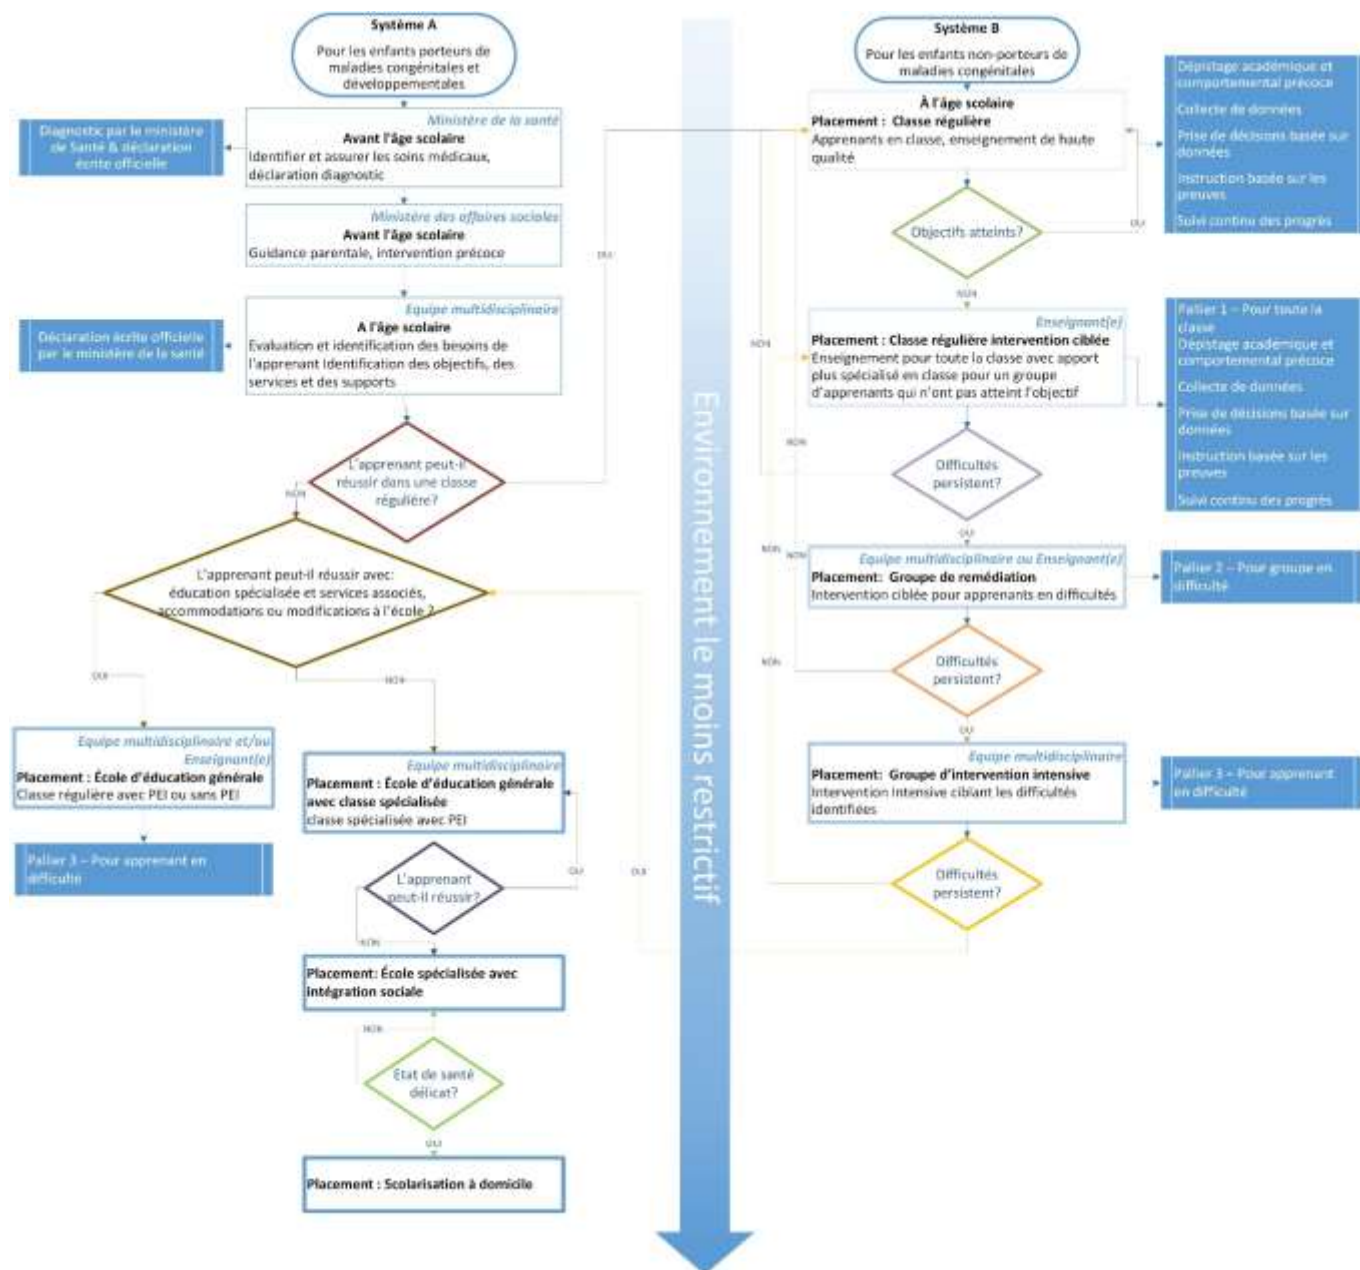 Système A
Pour les enfants porteurs de
maladies congénitales et
développementales
Ministère de la santé
Avant l'âge scolaire
Identifier et assurer les soins médicaux,
déclaration diagnostic
Diagnostic par le ministère
de Santé & déclaration
écrite officielle
Ministère des affaires sociales
Avant l'âge scolaire
Guidance parentale, intervention précoce
Equipe multidisciplinaire
A l'âge scolaire
Evaluation et identification des besoins de
l'apprenant Identification des objectifs, des
services et des supports
Déclaration écrite officielle
par le ministère de la santé
L'apprenant peut-il
réussir dans une classe
régulière?
OUI
NON
L'apprenant peut-il réussir avec:
éducation spécialisée et services associés,
accommodations ou modifications à l'école ?
OUI
NON
Equipe multidisciplinaire et/ou
Enseignant(e)
Placement : École d'éducation générale
Classe régulière avec PEI ou sans PEI
Pallier 3 – Pour apprenant en
difficulté
Equipe multidisciplinaire
Placement : École d'éducation générale
avec classe spécialisée
classe spécialisée avec PEI
L'apprenant
peut-il réussir?
OUI
NON
Placement: École spécialisée avec
intégration sociale
NON
Etat de santé
délicat?
OUI
Placement : Scolarisation à domicile
Environnement le moins restrictif
Système B
Pour les enfants non-porteurs de
maladies congénitales
À l'âge scolaire
Placement : Classe régulière
Apprenants en classe, enseignement de haute
qualité
Dépistage académique et
comportemental précoce
Collecte de données
Prise de décisions basée sur
données
Instruction basée sur les
preuves
Suivi continu des progrès
Objectifs atteints?
OUI
NON
Enseignant(e)
Placement : Classe régulière intervention ciblée
Enseignement pour toute la classe avec apport
plus spécialisé en classe pour un groupe
d'apprenants qui n'ont pas atteint l'objectif
Pallier 1 – Pour toute la
classe
Dépistage académique et
comportemental précoce
Collecte de données
Prise de décisions basée sur
données
Instruction basée sur les
preuves
Suivi continu des progrès
NON
NON
Difficultés
persistent?
OUI
NON
NON
Equipe multidisciplinaire ou Enseignant(e)
Placement: Groupe de remédiation
Intervention ciblée pour apprenants en difficultés
Pallier 2 – Pour groupe en
difficulté
NON
Difficultés
persistent?
OUI
Equipe multidisciplinaire
Placement: Groupe d'intervention intensive
Intervention Intensive ciblant les difficultés
identifiées
Pallier 3 – Pour apprenant
en difficulté
Difficultés
persistent?
OUI